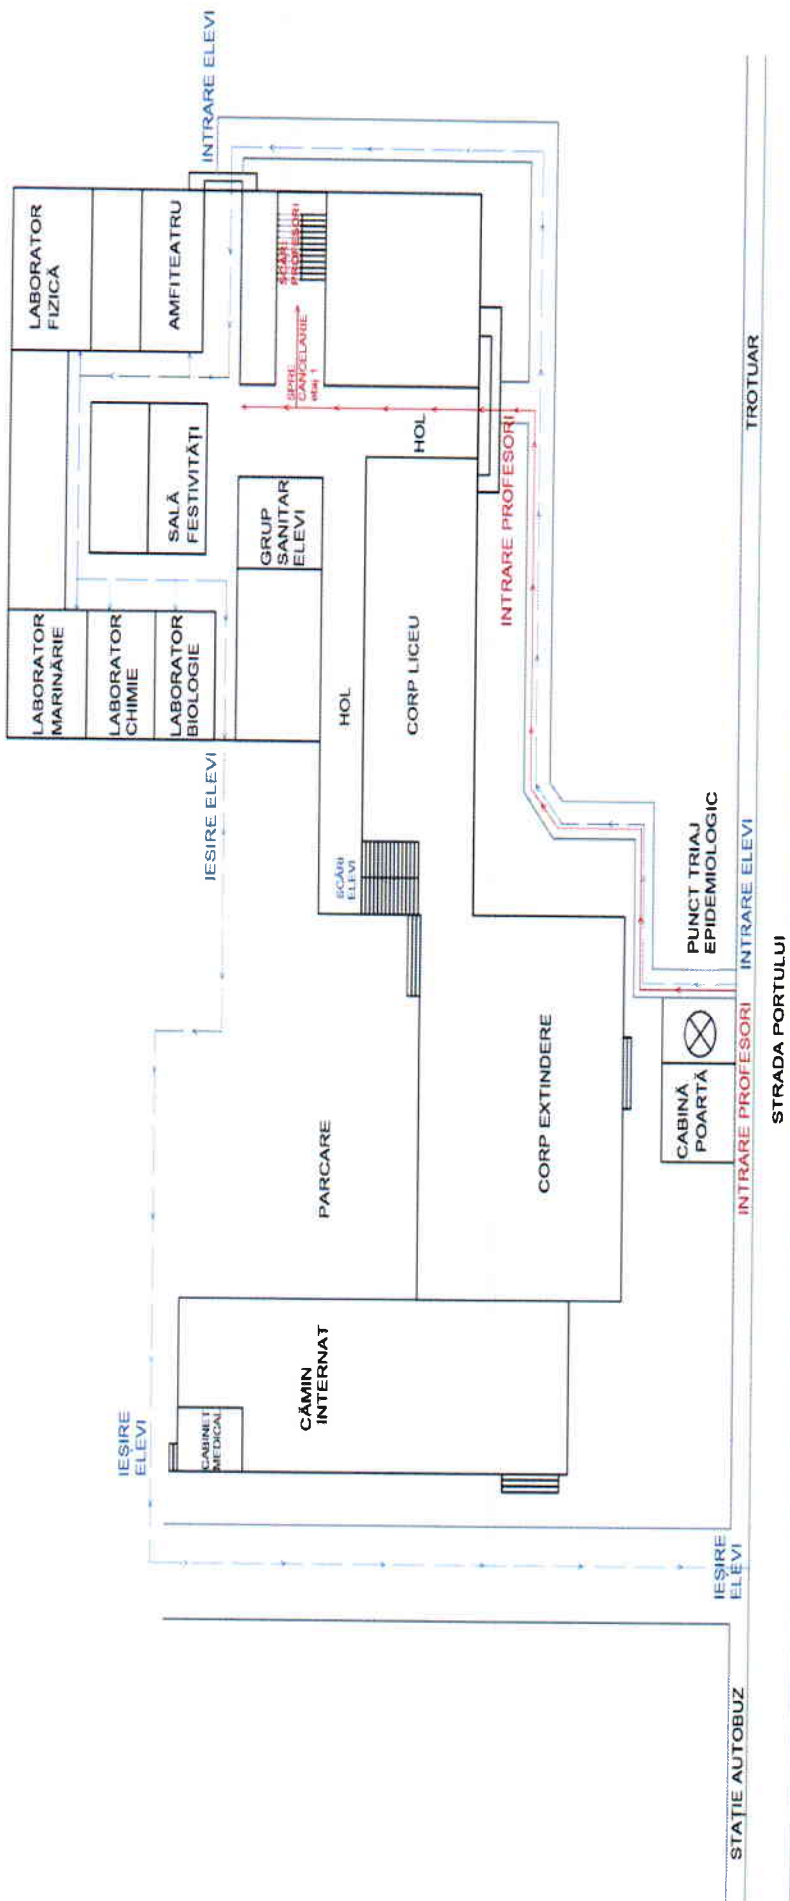 INTRARE ELEVI
LABORATOR
FIZICĂ
AMFITEATRU
SCĂRI
PROFESORI
SPRE
CANCELARIE
etaj 1
SALĂ
FESTIVITĂȚI
HOL
GRUP
SANITAR
ELEVI
LABORATOR
MARINĂRIE
LABORATOR
CHIMIE
LABORATOR
BIOLOGIE
HOL
CORP LICEU
INTRARE PROFESORI
TROTUAR
IEȘIRE ELEVI
SCĂRI
ELEVI
PUNCT TRIAJ
EPIDEMIOLOGIC
INTRARE ELEVI
INTRARE PROFESORI
STRADA PORTULUI
CABINĂ
POARTĂ
CORP EXTINDERE
PARCARE
CĂMIN
INTERNAT
CABINET
MEDICAL
IEȘIRE
ELEVI
IEȘIRE
ELEVI
STAȚIE AUTOBUZ